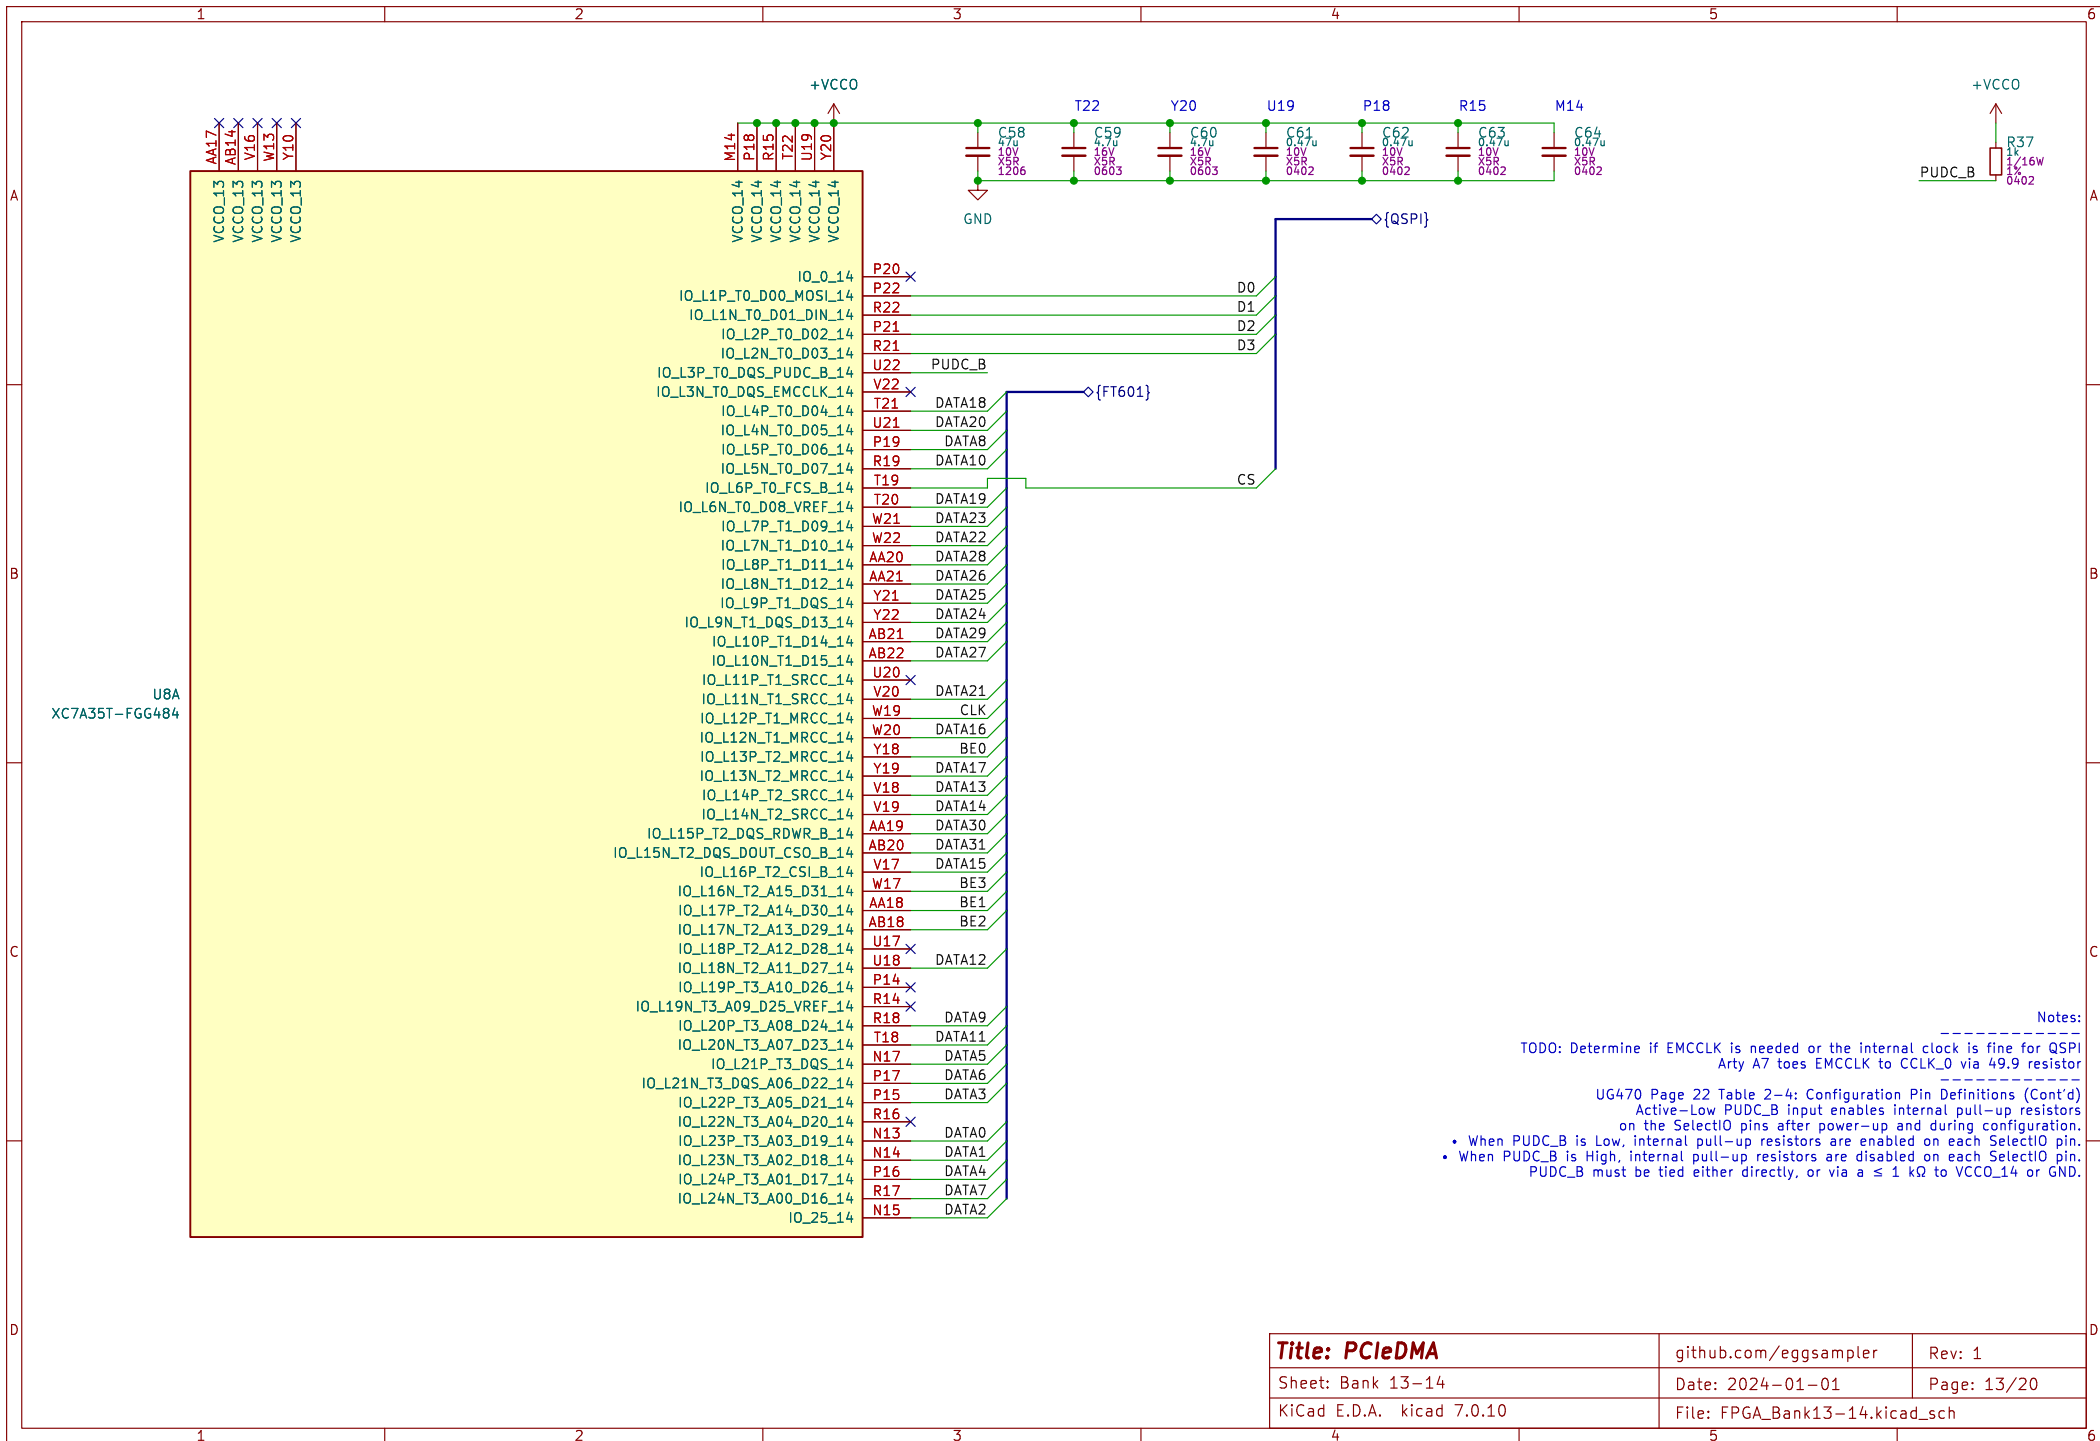 1 2 3 4 5 6
+VCCO
+VCCO
T22 Y20 U19 P18 R15 M14
AA17 AB14 V16 W13 Y10
M14 P18 R15 T22 U19 Y20
VCCO_13 VCCO_13 VCCO_13 VCCO_13 VCCO_13
VCCO_14 VCCO_14 VCCO_14 VCCO_14 VCCO_14 VCCO_14
C58 47u 10V X5R 1206
C59 4.7u 16V X5R 0603
C60 4.7u 16V X5R 0603
C61 0.47u 10V X5R 0402
C62 0.47u 10V X5R 0402
C63 0.47u 10V X5R 0402
C64 0.47u 10V X5R 0402
GND
R37 1k 1/16W 1% 0402
PUDC_B
A A
{QSPI}
IO_0_14 P20
IO_L1P_T0_D00_MOSI_14 P22 D0
IO_L1N_T0_D01_DIN_14 R22 D1
IO_L2P_T0_D02_14 P21 D2
IO_L2N_T0_D03_14 R21 D3
IO_L3P_T0_DQS_PUDC_B_14 U22 PUDC_B
IO_L3N_T0_DQS_EMCCLK_14 V22 {FT601}
IO_L4P_T0_D04_14 T21 DATA18
IO_L4N_T0_D05_14 U21 DATA20
IO_L5P_T0_D06_14 P19 DATA8
IO_L5N_T0_D07_14 R19 DATA10
IO_L6P_T0_FCS_B_14 T19 CS
IO_L6N_T0_D08_VREF_14 T20 DATA19
IO_L7P_T1_D09_14 W21 DATA23
IO_L7N_T1_D10_14 W22 DATA22
IO_L8P_T1_D11_14 AA20 DATA28
B B
IO_L8N_T1_D12_14 AA21 DATA26
IO_L9P_T1_DQS_14 Y21 DATA25
IO_L9N_T1_DQS_D13_14 Y22 DATA24
IO_L10P_T1_D14_14 AB21 DATA29
IO_L10N_T1_D15_14 AB22 DATA27
IO_L11P_T1_SRCC_14 U20
U8A
XC7A35T-FGG484
IO_L11N_T1_SRCC_14 V20 DATA21
IO_L12P_T1_MRCC_14 W19 CLK
IO_L12N_T1_MRCC_14 W20 DATA16
IO_L13P_T2_MRCC_14 Y18 BE0
IO_L13N_T2_MRCC_14 Y19 DATA17
IO_L14P_T2_SRCC_14 V18 DATA13
IO_L14N_T2_SRCC_14 V19 DATA14
IO_L15P_T2_DQS_RDWR_B_14 AA19 DATA30
IO_L15N_T2_DQS_DOUT_CSO_B_14 AB20 DATA31
IO_L16P_T2_CSI_B_14 V17 DATA15
IO_L16N_T2_A15_D31_14 W17 BE3
IO_L17P_T2_A14_D30_14 AA18 BE1
IO_L17N_T2_A13_D29_14 AB18 BE2
IO_L18P_T2_A12_D28_14 U17
C C
IO_L18N_T2_A11_D27_14 U18 DATA12
IO_L19P_T3_A10_D26_14 P14
IO_L19N_T3_A09_D25_VREF_14 R14
IO_L20P_T3_A08_D24_14 R18 DATA9
IO_L20N_T3_A07_D23_14 T18 DATA11
IO_L21P_T3_DQS_14 N17 DATA5
IO_L21N_T3_DQS_A06_D22_14 P17 DATA6
IO_L22P_T3_A05_D21_14 P15 DATA3
IO_L22N_T3_A04_D20_14 R16
IO_L23P_T3_A03_D19_14 N13 DATA0
IO_L23N_T3_A02_D18_14 N14 DATA1
IO_L24P_T3_A01_D17_14 P16 DATA4
IO_L24N_T3_A00_D16_14 R17 DATA7
IO_25_14 N15 DATA2
Notes:
------------
TODO: Determine if EMCCLK is needed or the internal clock is fine for QSPI
Arty A7 toes EMCCLK to CCLK_0 via 49.9 resistor
------------
UG470 Page 22 Table 2-4: Configuration Pin Definitions (Cont'd)
Active-Low PUDC_B input enables internal pull-up resistors
on the SelectIO pins after power-up and during configuration.
• When PUDC_B is Low, internal pull-up resistors are enabled on each SelectIO pin.
• When PUDC_B is High, internal pull-up resistors are disabled on each SelectIO pin.
PUDC_B must be tied either directly, or via a ≤ 1 kΩ to VCCO_14 or GND.
D D
Title: PCIeDMA
github.com/eggsampler
Rev: 1
Sheet: Bank 13-14
Date: 2024-01-01
Page: 13/20
KiCad E.D.A. kicad 7.0.10
File: FPGA_Bank13-14.kicad_sch
1 2 3 4 5 6